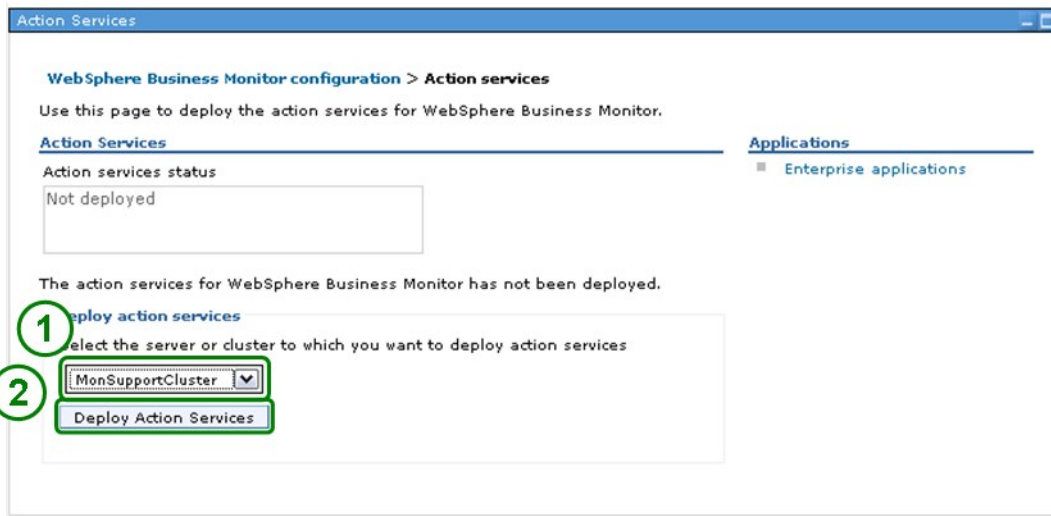 Action Services
WebSphere Business Monitor configuration > Action services
Use this page to deploy the action services for WebSphere Business Monitor.
Action Services
Applications
Action services status
Enterprise applications
Not deployed
The action services for WebSphere Business Monitor has not been deployed.
1
eploy action services
elect the server or cluster to which you want to deploy action services
2
MonSupportCluster
Deploy Action Services